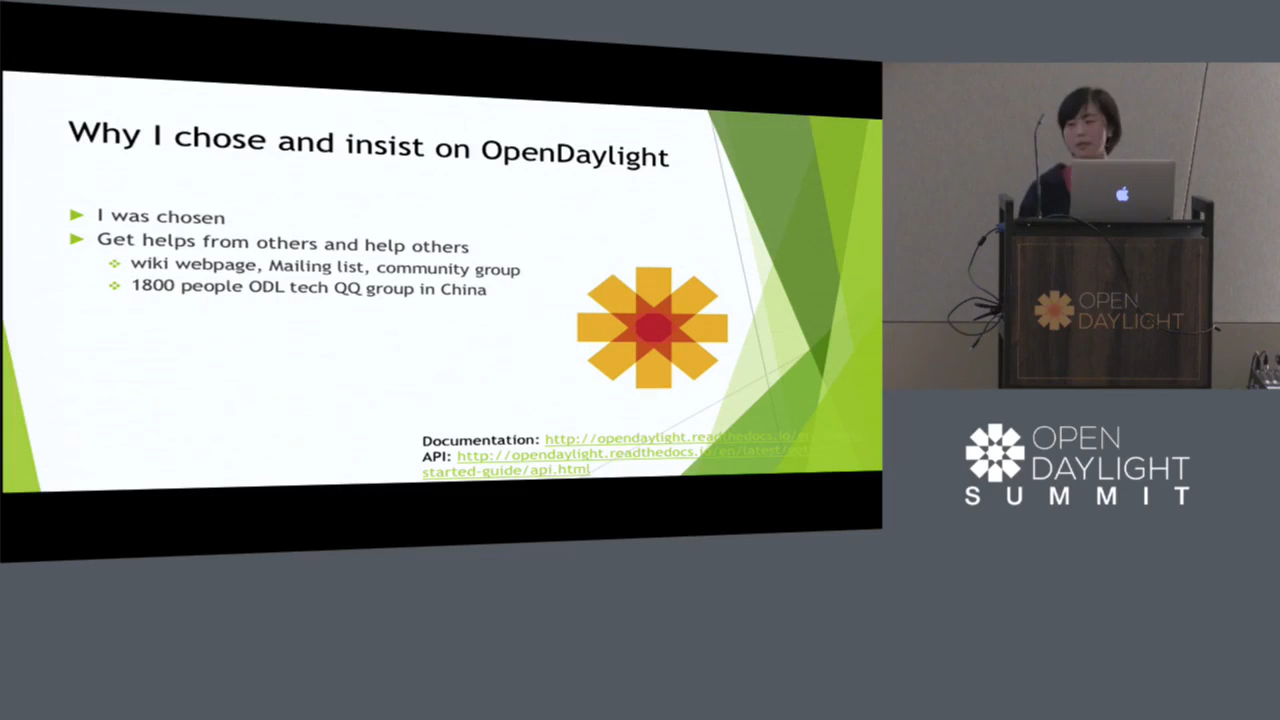 Why I chose and insist on OpenDaylight
I was chosen
Get helps from others and help others
wiki webpage, Mailing list, community group
1800 people ODL tech QQ group in China
Documentation: http://opendaylight.readthedocs.io/en
API: http://opendaylight.readthedocs.io/en/latest/
started-guide/api.html
OPEN
DAYLIGHT
OPEN
DAYLIGHT
SUMMIT